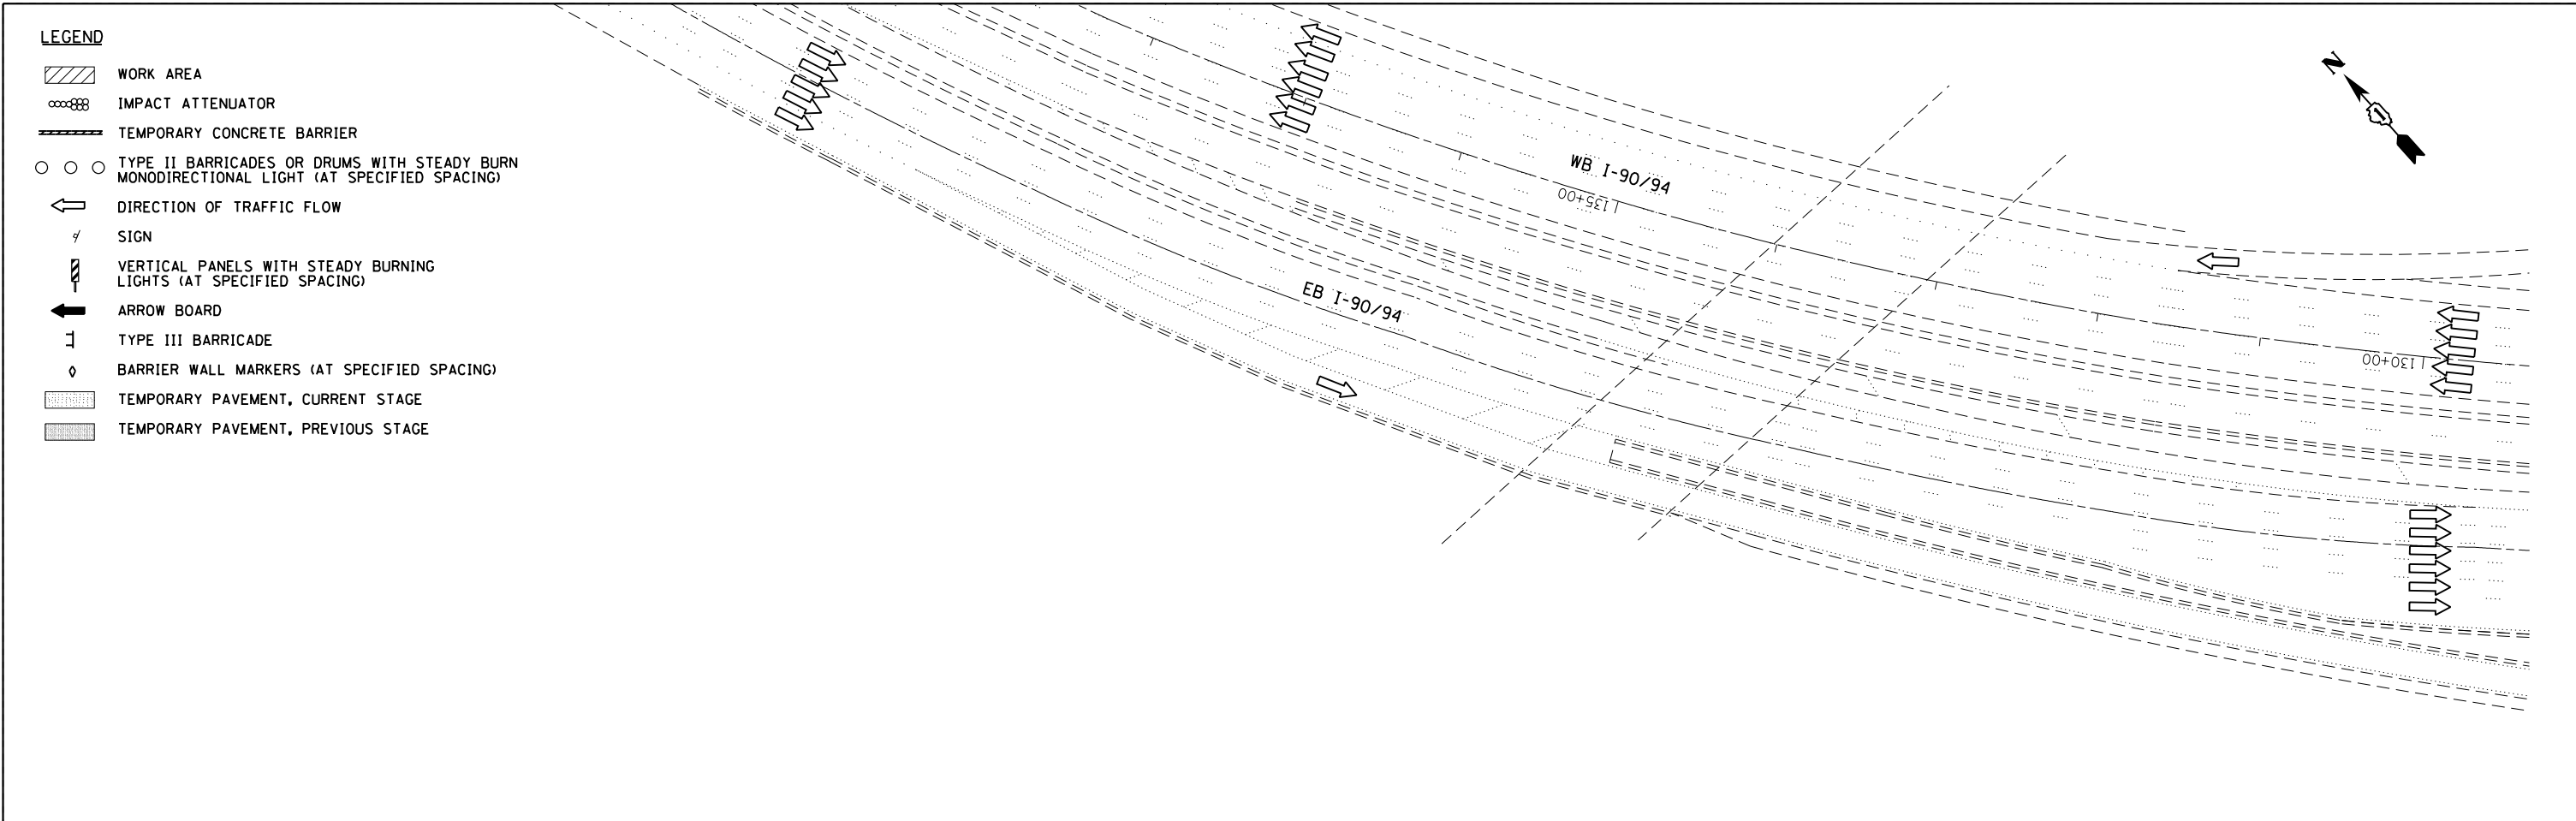 LEGEND
WORK AREA
IMPACT ATTENUATOR
TEMPORARY CONCRETE BARRIER
TYPE II BARRICADES OR DRUMS WITH STEADY BURN
MONODIRECTIONAL LIGHT (AT SPECIFIED SPACING)
DIRECTION OF TRAFFIC FLOW
SIGN
VERTICAL PANELS WITH STEADY BURNING
LIGHTS (AT SPECIFIED SPACING)
ARROW BOARD
TYPE III BARRICADE
BARRIER WALL MARKERS (AT SPECIFIED SPACING)
TEMPORARY PAVEMENT, CURRENT STAGE
TEMPORARY PAVEMENT, PREVIOUS STAGE
N
WB I-90/94
1135+00
EB I-90/94
1130+00